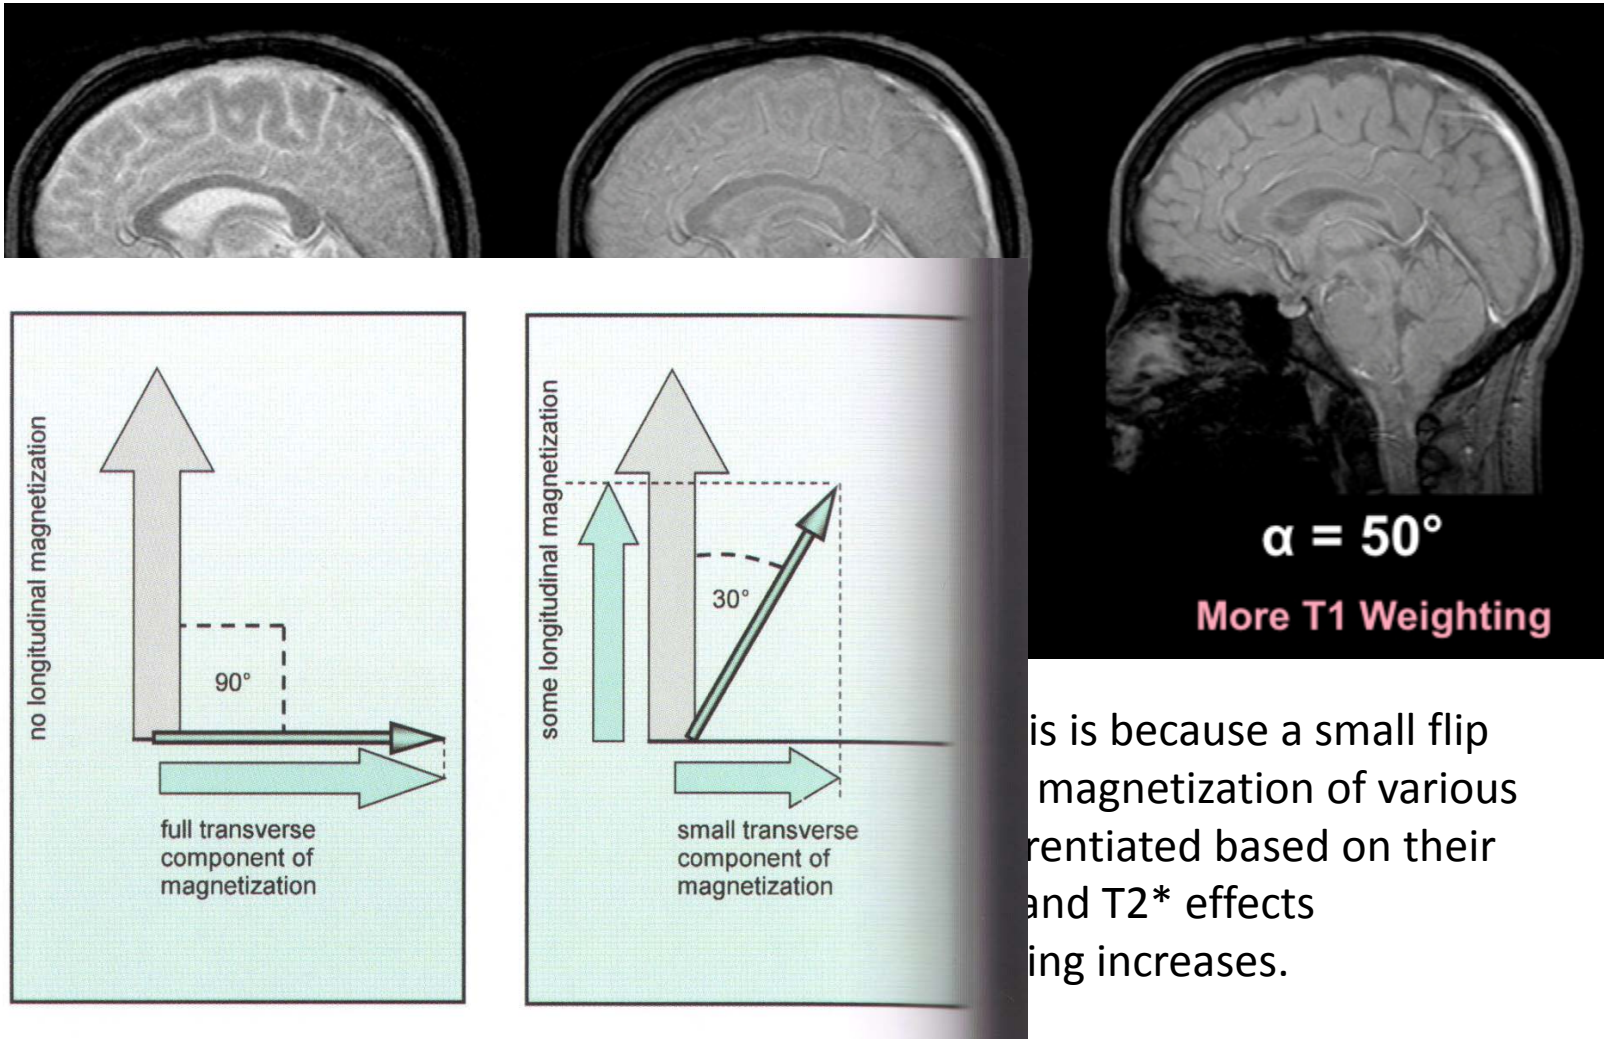 no longitudinal magnetization
90°
full transverse
component of
magnetization
some longitudinal magnetization
30°
small transverse
component of
magnetization
α = 50°
More T1 Weighting
is is because a small flip
magnetization of various
rentiated based on their
and T2* effects
ing increases.